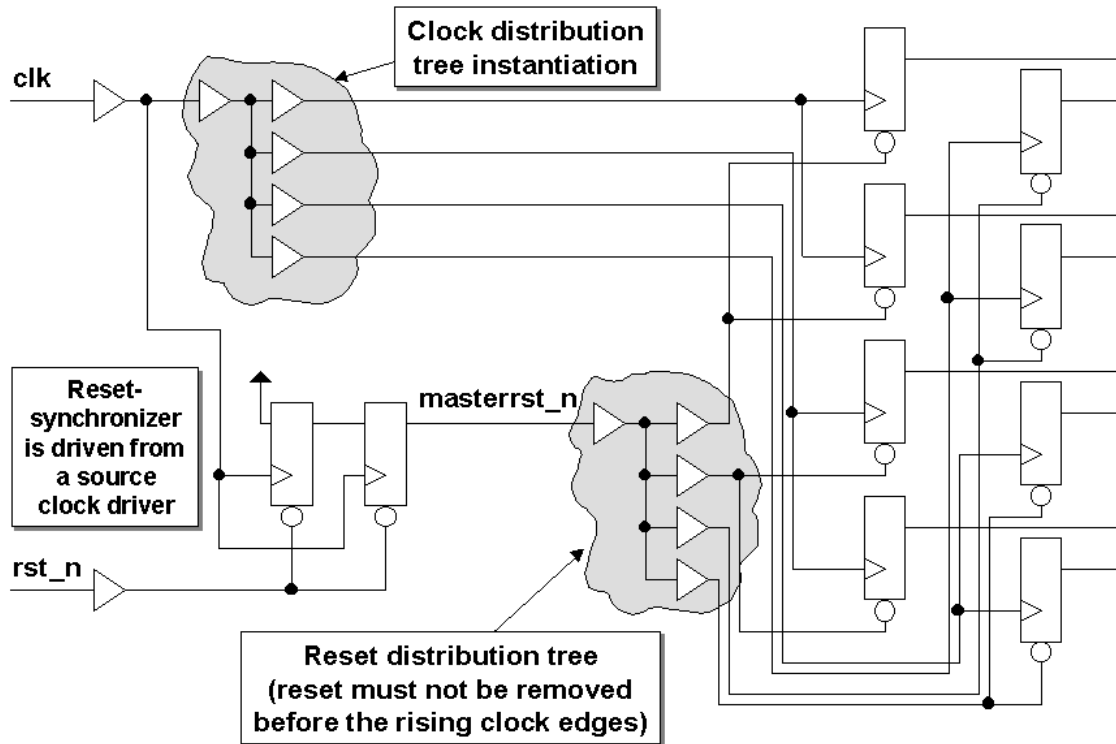 Clock distribution
tree instantiation
clk
Reset-
synchronizer
is driven from
a source
clock driver
masterrst_n
rst_n
Reset distribution tree
(reset must not be removed
before the rising clock edges)